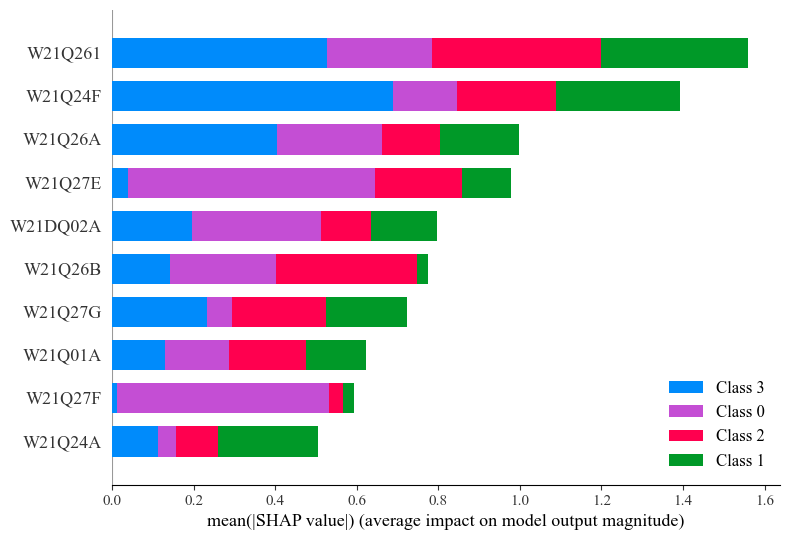 W21Q261
W21Q24F
W21Q26A
W21Q27E
W21DQ02A
W21Q26B
W21Q27G
W21Q01A
W21Q27F
W21Q24A
Class 3
Class 0
Class 2
Class 1
0.0 0.2 0.4 0.6 0.8 1.0 1.2 1.4 1.6
mean(|SHAP value|) (average impact on model output magnitude)